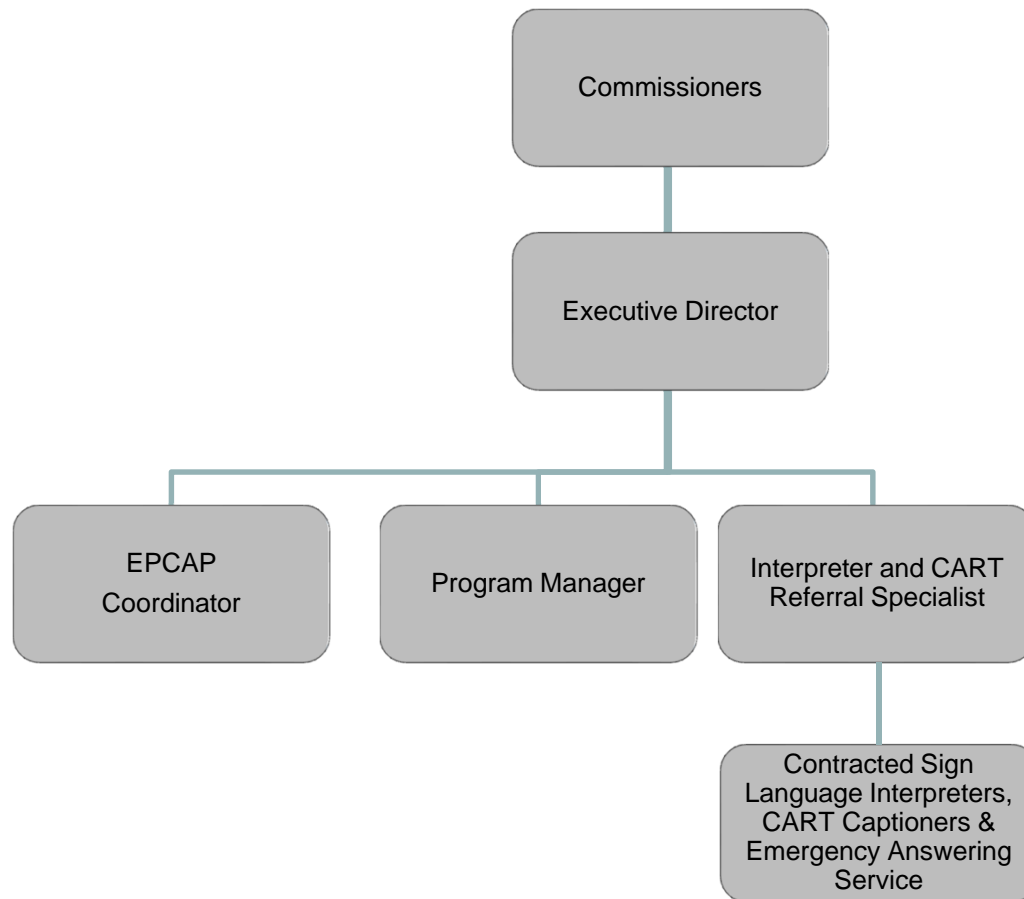 Commissioners
Executive Director
EPCAP
Coordinator
Program Manager
Interpreter and CART
Referral Specialist
Contracted Sign
Language Interpreters,
CART Captioners &
Emergency Answering
Service